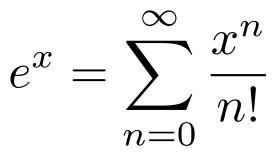 $e^x = \sum_{n=0}^{\infty} \frac{x^n}{n!}$